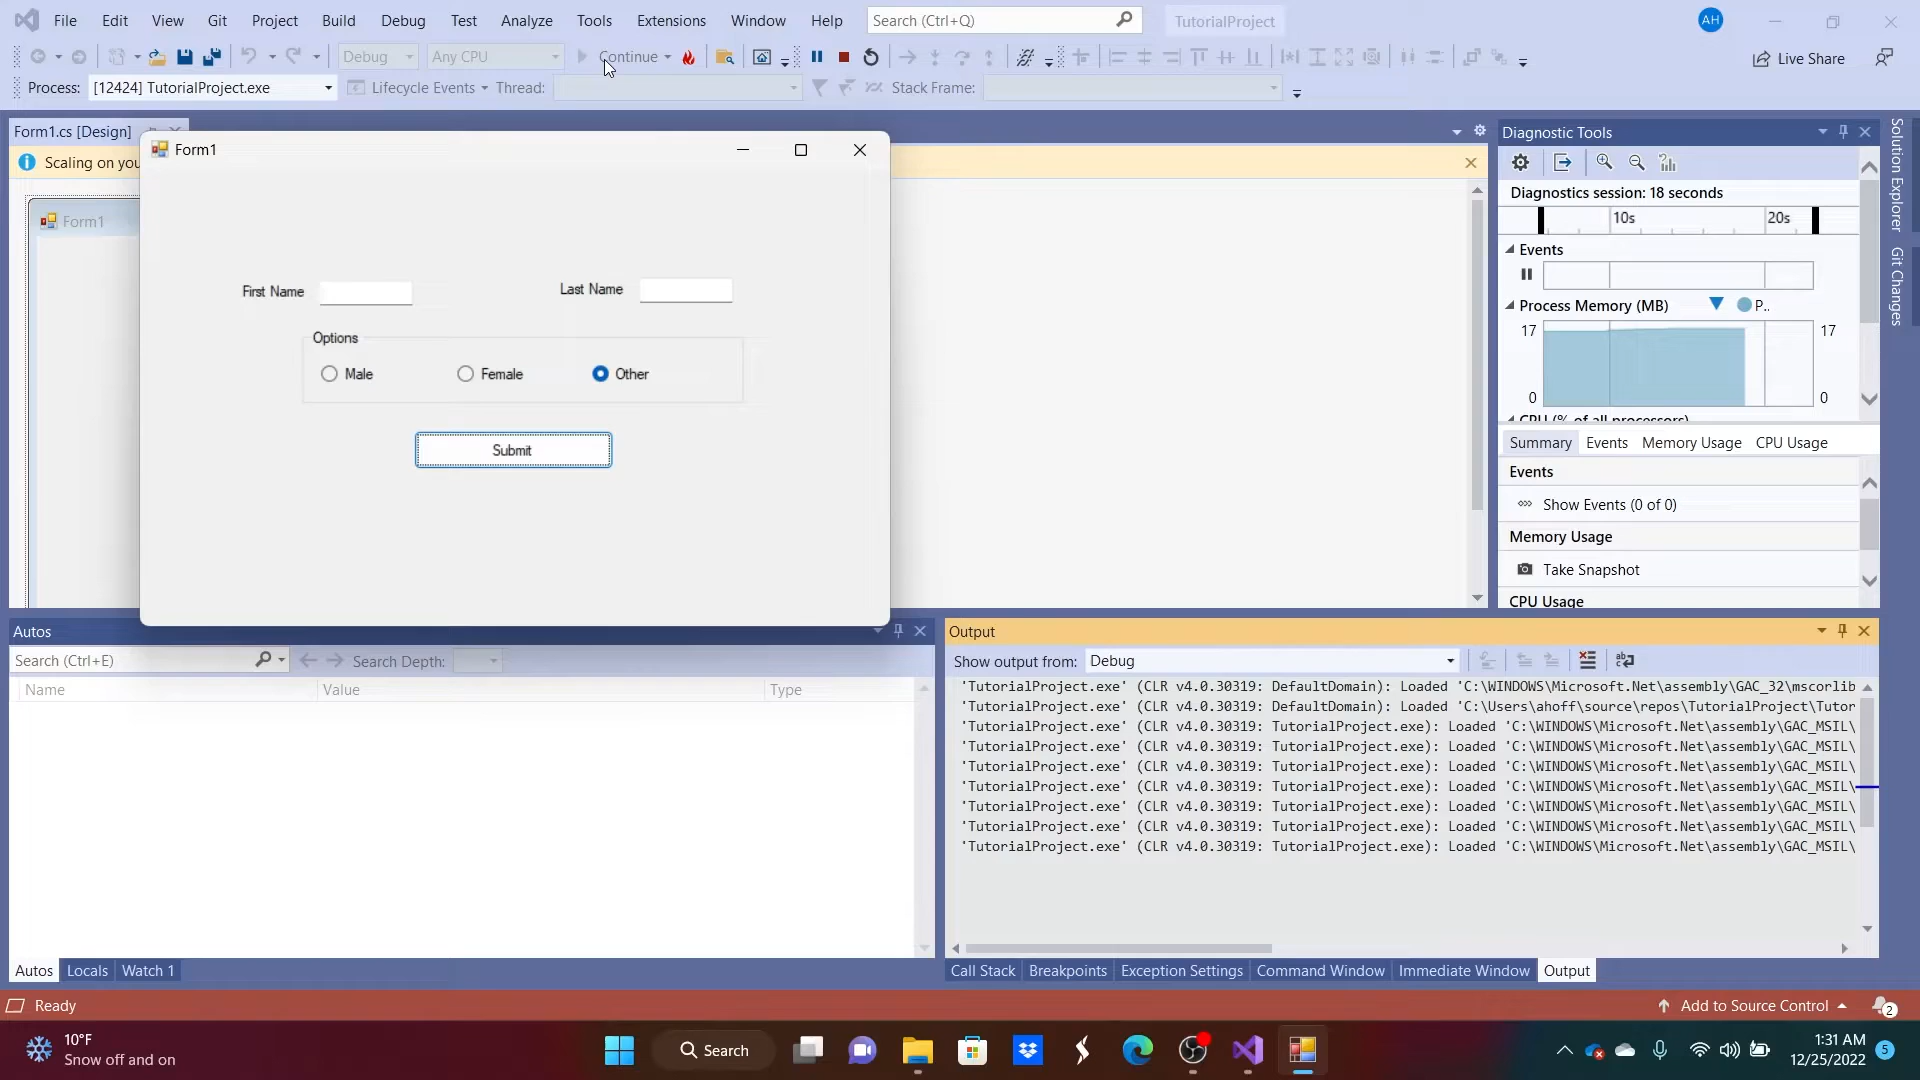 File Edit View Git Project Build Debug Test Analyze Tools Extensions Window Help Search (Ctrl+Q) TutorialProject AH
Debug Any CPU Continue Live Share
Process: [12424] TutorialProject.exe Lifecycle Events Thread: Stack Frame:
Form1.cs [Design]
Scaling on you
Form1
Form1
First Name
Last Name
Options
Male
Female
Other
Submit
Diagnostic Tools
Diagnostics session: 18 seconds
10s 20s
Events
Process Memory (MB) P..
17 17
0 0
CPU (% of all processors)
Summary Events Memory Usage CPU Usage
Events
Show Events (0 of 0)
Memory Usage
Take Snapshot
CPU Usage
Solution Explorer
Git Changes
Autos
Search (Ctrl+E) Search Depth:
Name Value Type
Autos Locals Watch 1
Output
Show output from: Debug
'TutorialProject.exe' (CLR v4.0.30319: DefaultDomain): Loaded 'C:\WINDOWS\Microsoft.Net\assembly\GAC_32\mscorlib
'TutorialProject.exe' (CLR v4.0.30319: DefaultDomain): Loaded 'C:\Users\ahoff\source\repos\TutorialProject\Tutor
'TutorialProject.exe' (CLR v4.0.30319: TutorialProject.exe): Loaded 'C:\WINDOWS\Microsoft.Net\assembly\GAC_MSIL\
'TutorialProject.exe' (CLR v4.0.30319: TutorialProject.exe): Loaded 'C:\WINDOWS\Microsoft.Net\assembly\GAC_MSIL\
'TutorialProject.exe' (CLR v4.0.30319: TutorialProject.exe): Loaded 'C:\WINDOWS\Microsoft.Net\assembly\GAC_MSIL\
'TutorialProject.exe' (CLR v4.0.30319: TutorialProject.exe): Loaded 'C:\WINDOWS\Microsoft.Net\assembly\GAC_MSIL\
'TutorialProject.exe' (CLR v4.0.30319: TutorialProject.exe): Loaded 'C:\WINDOWS\Microsoft.Net\assembly\GAC_MSIL\
'TutorialProject.exe' (CLR v4.0.30319: TutorialProject.exe): Loaded 'C:\WINDOWS\Microsoft.Net\assembly\GAC_MSIL\
'TutorialProject.exe' (CLR v4.0.30319: TutorialProject.exe): Loaded 'C:\WINDOWS\Microsoft.Net\assembly\GAC_MSIL\
Call Stack Breakpoints Exception Settings Command Window Immediate Window Output
Ready Add to Source Control 2
10°F
Snow off and on
Search
1:31 AM
12/25/2022 5